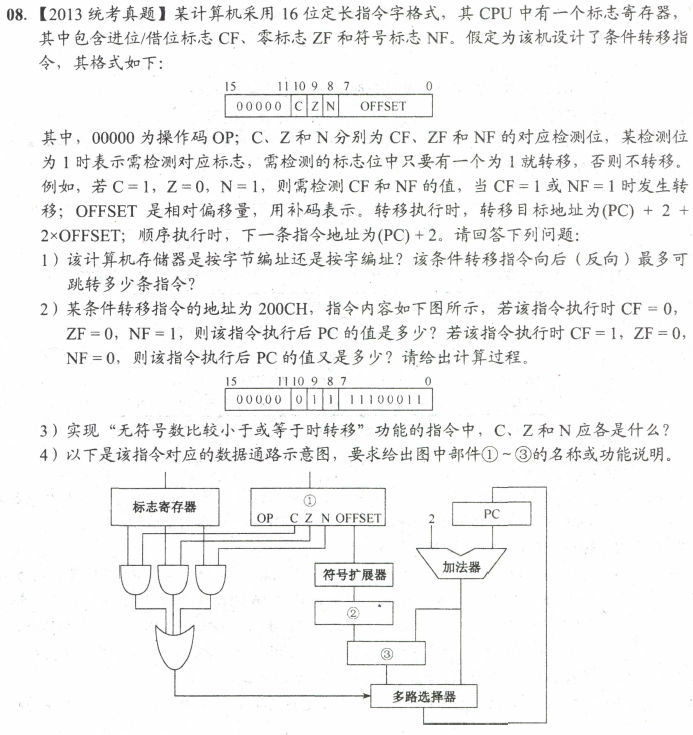 08.【2013 统考真题】某计算机采用 16 位定长指令字格式，其 CPU 中有一个标志寄存器，
其中包含进位/借位标志 CF、零标志 ZF 和符号标志 NF。假定为该机设计了条件转移指
令，其格式如下：
15 11 10 9 8 7 0
00000 C Z N OFFSET
其中，00000 为操作码 OP；C、Z 和 N 分别为 CF、ZF 和 NF 的对应检测位，某检测位
为 1 时表示需检测对应标志，需检测的标志位中只要有一个为 1 就转移，否则不转移。
例如，若 C = 1，Z = 0，N = 1，则需检测 CF 和 NF 的值，当 CF = 1 或 NF = 1 时发生转
移；OFFSET 是相对偏移量，用补码表示。转移执行时，转移目标地址为(PC) + 2 +
2×OFFSET；顺序执行时，下一条指令地址为(PC) + 2。请回答下列问题：
1）该计算机存储器是按字节编址还是按字编址？该条件转移指令向后（反向）最多可
跳转多少条指令？
2）某条件转移指令的地址为 200CH，指令内容如下图所示，若该指令执行时 CF = 0，
ZF = 0，NF = 1，则该指令执行后 PC 的值是多少？若该指令执行时 CF = 1，ZF = 0，
NF = 0，则该指令执行后 PC 的值又是多少？请给出计算过程。
15 11 10 9 8 7 0
00000 0 1 1 11100011
3）实现“无符号数比较小于或等于时转移”功能的指令中，C、Z 和 N 应各是什么？
4）以下是该指令对应的数据通路示意图，要求给出图中部件①~③的名称或功能说明。
标志寄存器
①
OP C Z N OFFSET
2
PC
符号扩展器
加法器
②
③
多路选择器